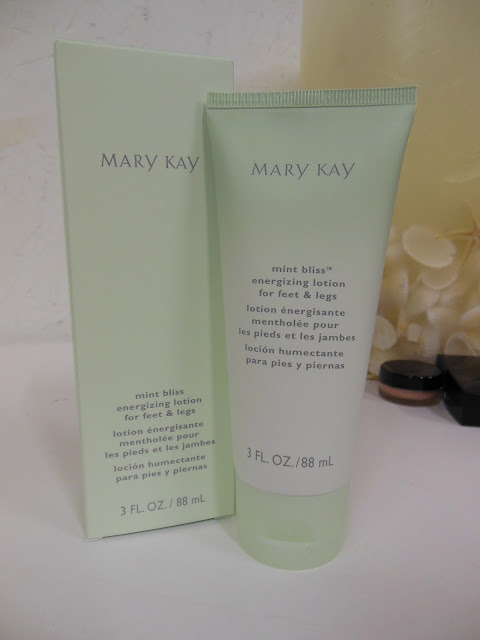 MARY KAY
mint bliss
energizing lotion
for feet & legs
lotion énergisante
mentholée pour
les pieds et les jambes
loción humectante
para pies y piernas
3 FL. OZ. / 88 mL
MARY KAY
mint bliss™
energizing lotion
for feet & legs
lotion énergisante
mentholée pour
les pieds et les jambes
loción humectante
para pies y piernas
3 FL. OZ. / 88 mL